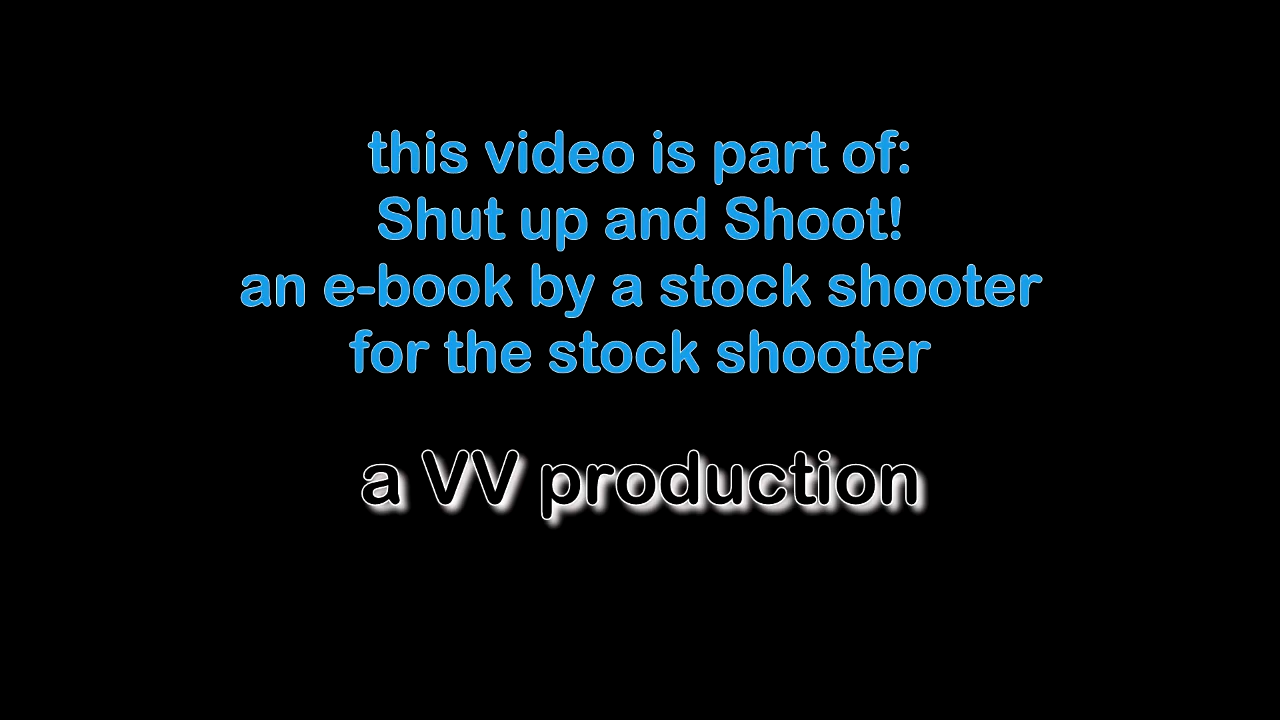 this video is part of:
Shut up and Shoot!
an e-book by a stock shooter
for the stock shooter
a VV production